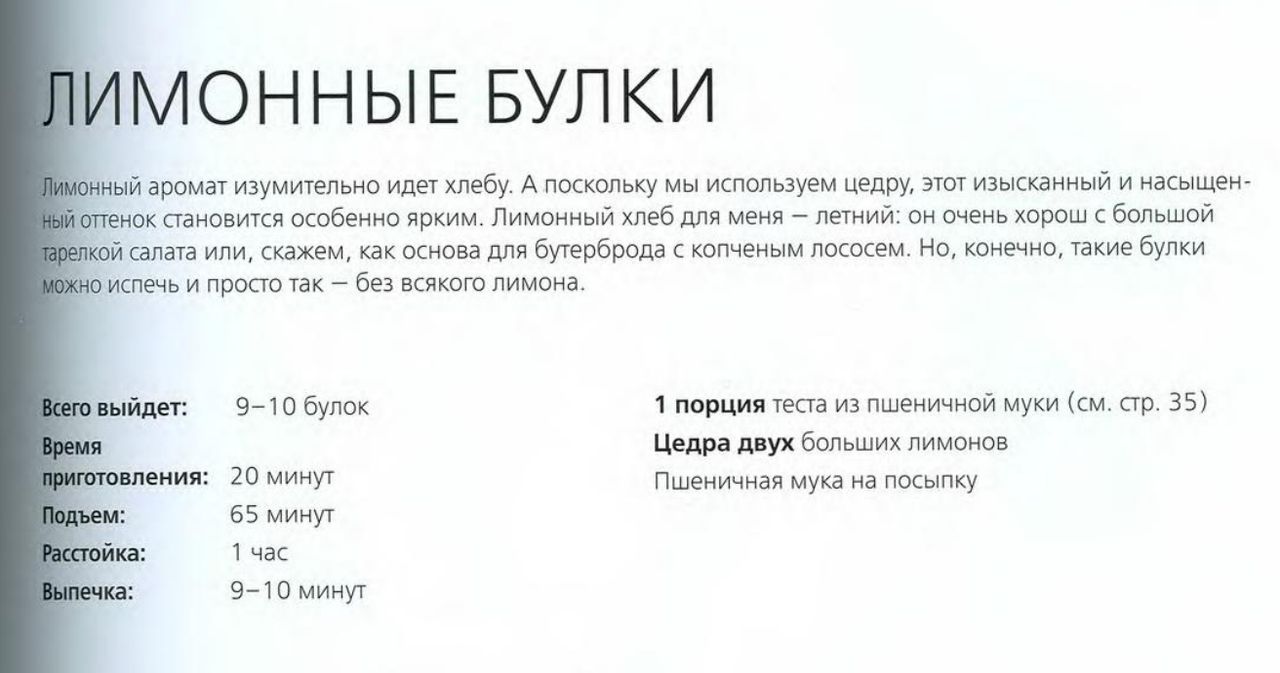 ЛИМОННЫЕ БУЛКИ
Лимонный аромат изумительно идет хлебу. А поскольку мы используем цедру, этот изысканный и насыщен-
ный оттенок становится особенно ярким. Лимонный хлеб для меня — летний: он очень хорош с большой
тарелкой салата или, скажем, как основа для бутерброда с копченым лососем. Но, конечно, такие булки
можно испечь и просто так — без всякого лимона.
Всего выйдет: 9–10 булок
Время
приготовления: 20 минут
Подъем: 65 минут
Расстойка: 1 час
Выпечка: 9–10 минут
1 порция теста из пшеничной муки (см. стр. 35)
Цедра двух больших лимонов
Пшеничная мука на посыпку